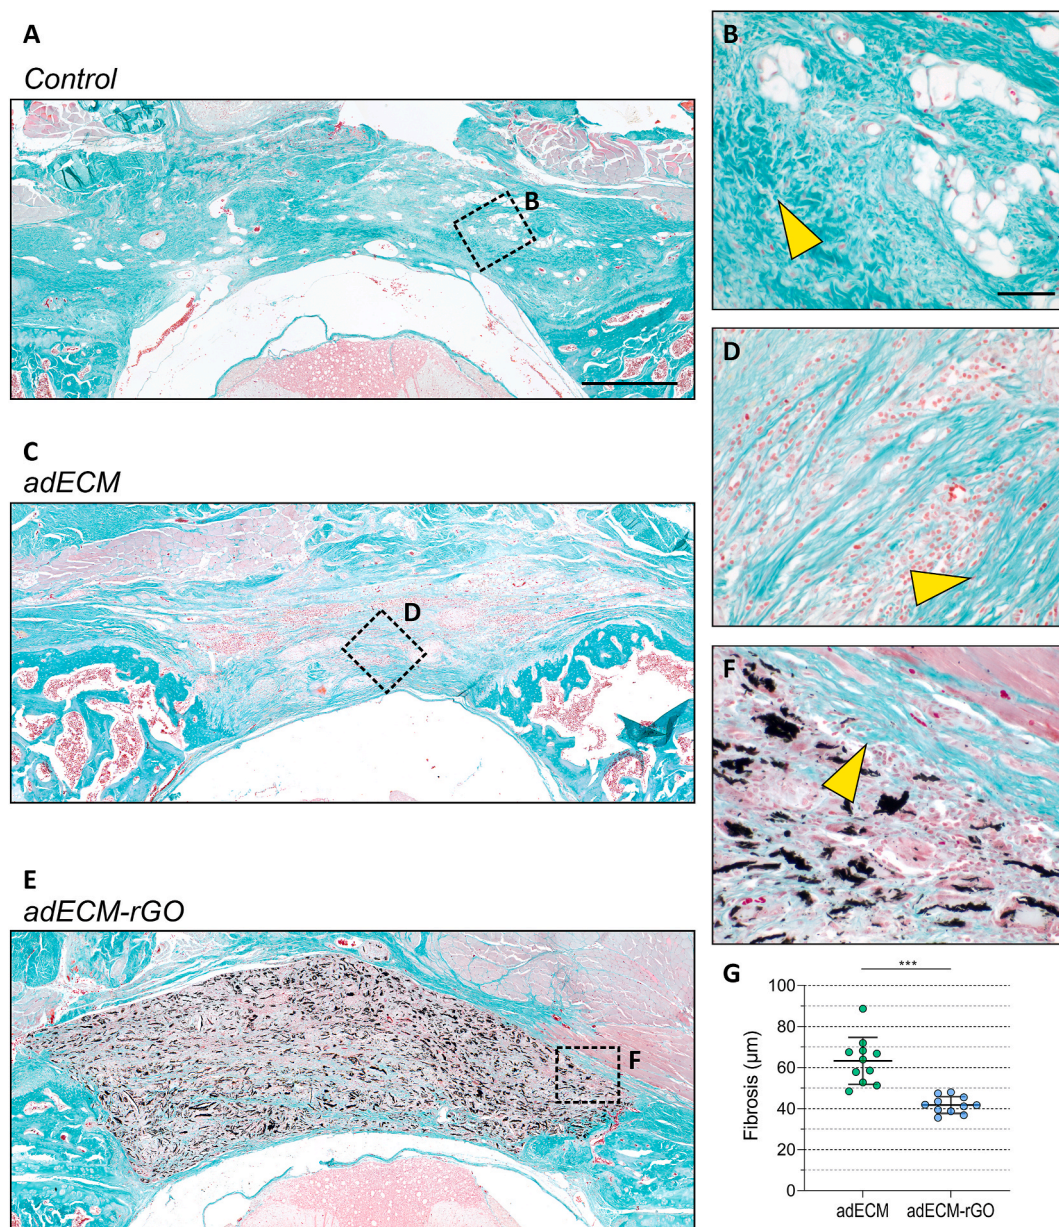 A
Control
B
B
C
adECM
D
D
E
adECM-rGO
F
F
G
***
100
80
60
40
20
0
Fibrosis (µm)
adECM
adECM-rGO